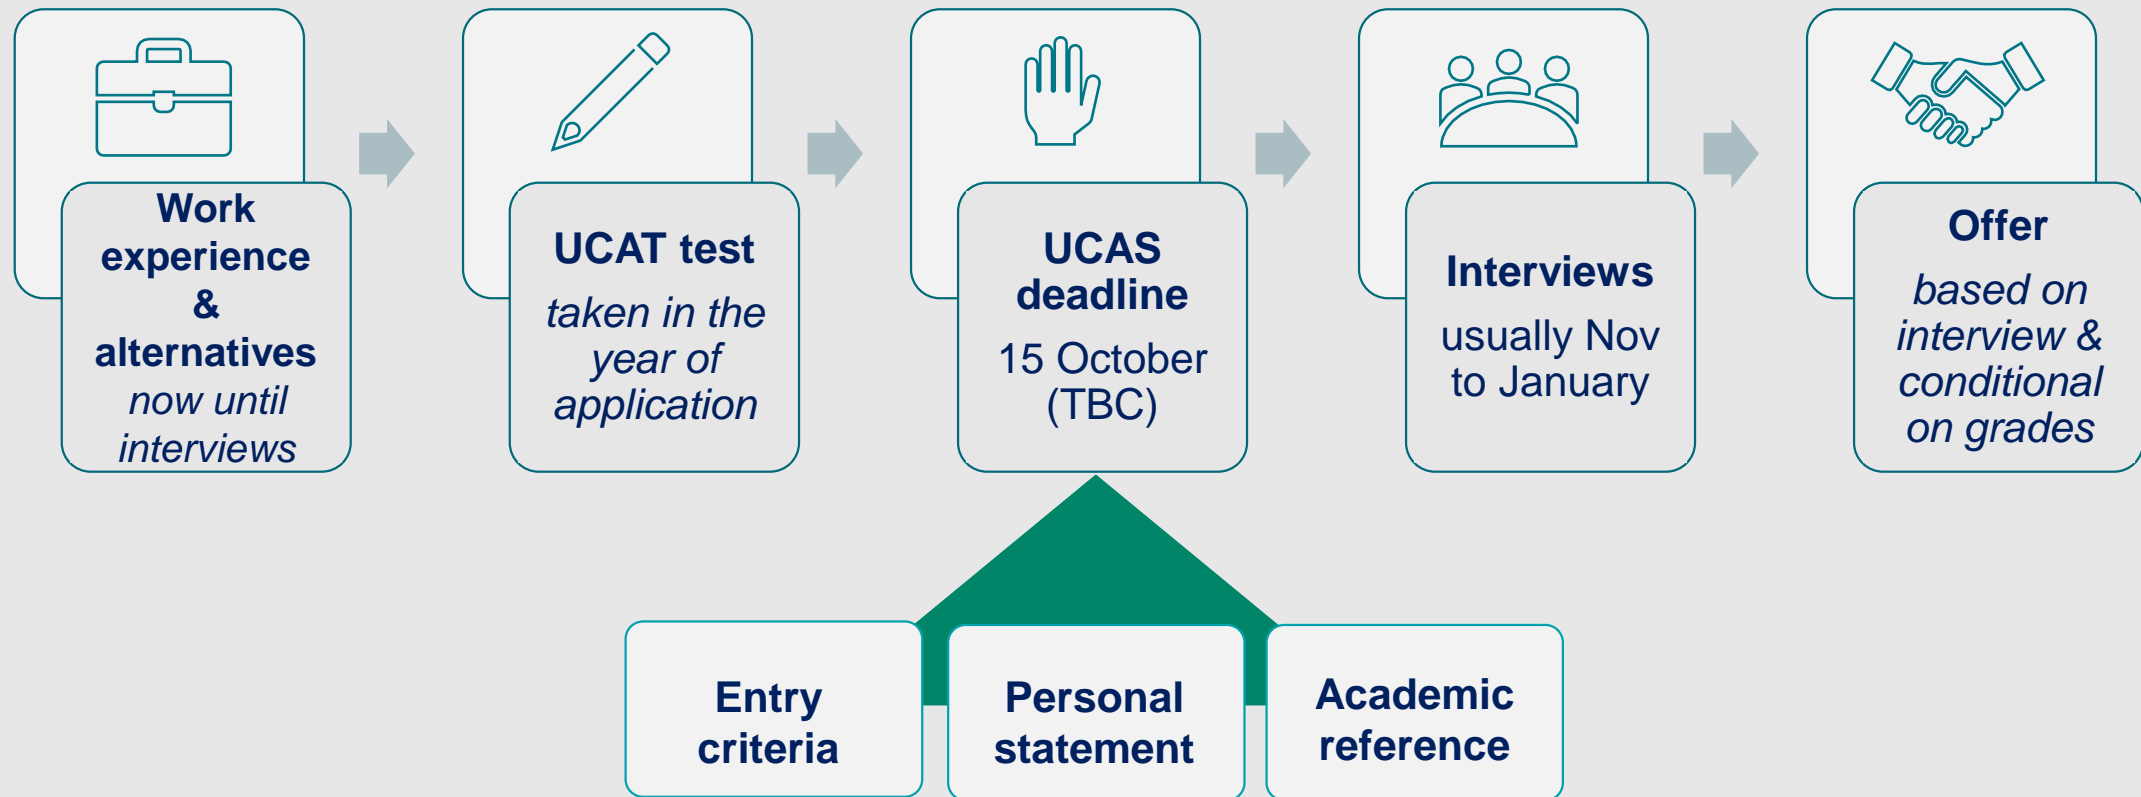 Work
experience
&
alternatives
now until
interviews
UCAT test
taken in the
year of
application
UCAS
deadline
15 October
(TBC)
Interviews
usually Nov
to January
Offer
based on
interview &
conditional
on grades
Entry
criteria
Personal
statement
Academic
reference